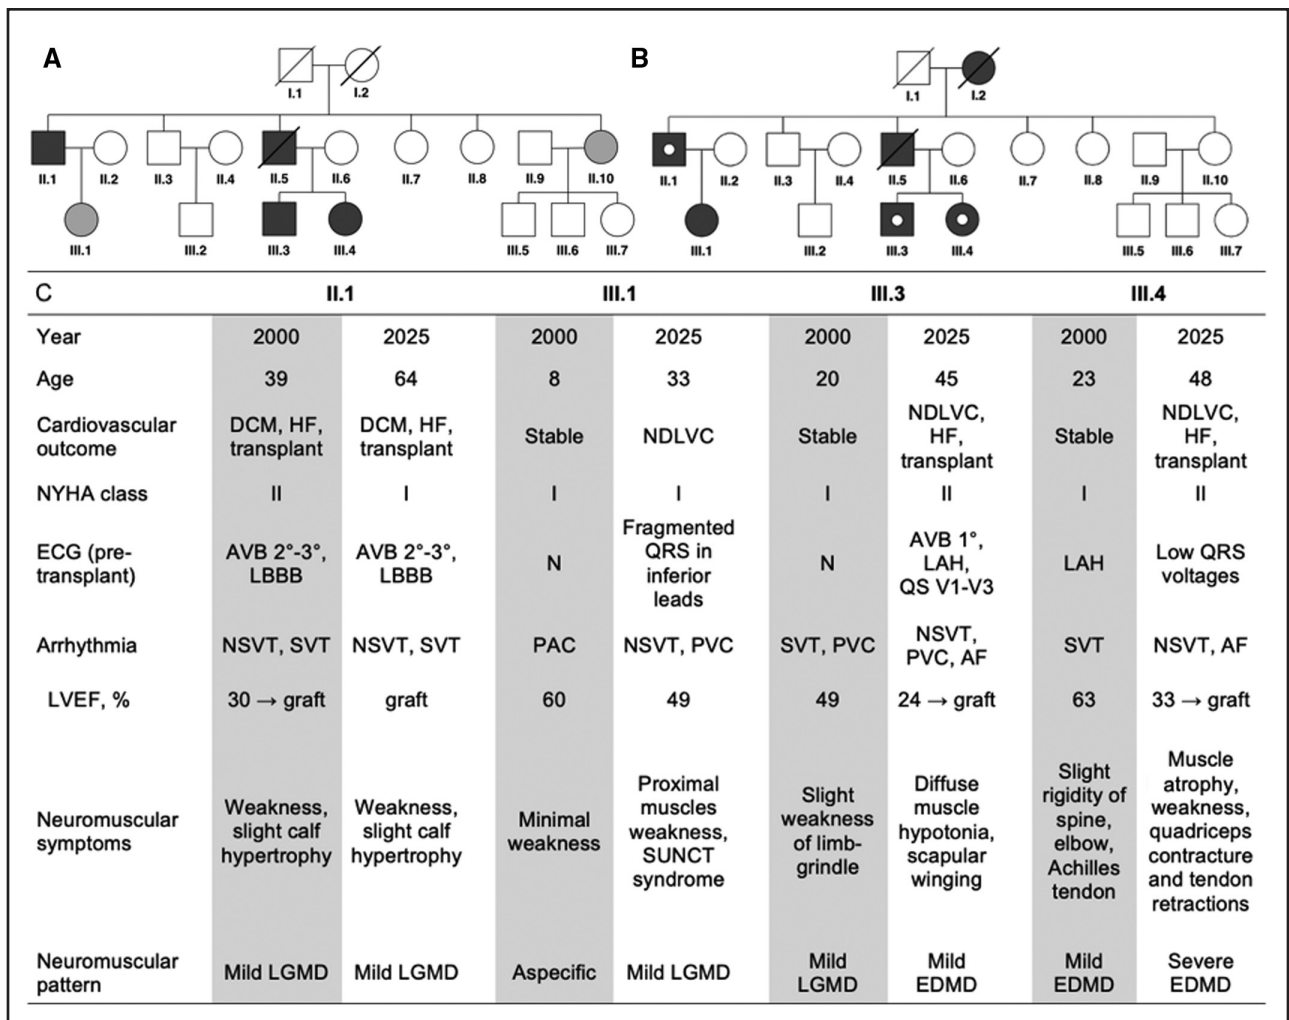 A
B
I.1
I.2
I.1
I.2
II.1
II.2
II.3
II.4
II.5
II.6
II.7
II.8
II.9
II.10
II.1
II.2
II.3
II.4
II.5
II.6
II.7
II.8
II.9
II.10
III.1
III.2
III.3
III.4
III.5
III.6
III.7
III.1
III.2
III.3
III.4
III.5
III.6
III.7
C II.1 III.1 III.3 III.4
Year 2000 2025 2000 2025 2000 2025 2000 2025
Age 39 64 8 33 20 45 23 48
Cardiovascular
outcome
DCM, HF,
transplant
DCM, HF,
transplant
Stable
NDLVC
Stable
NDLVC,
HF,
transplant
Stable
NDLVC,
HF,
transplant
NYHA class II I I I I II I II
ECG (pre-
transplant)
AVB 2°-3°,
LBBB
AVB 2°-3°,
LBBB
N
Fragmented
QRS in
inferior
leads
N
AVB 1°,
LAH,
QS V1-V3
LAH
Low QRS
voltages
Arrhythmia
NSVT, SVT
NSVT, SVT
PAC
NSVT, PVC
SVT, PVC
NSVT,
PVC, AF
SVT
NSVT, AF
LVEF, % 30 → graft graft 60 49 49 24 → graft 63 33 → graft
Neuromuscular
symptoms
Weakness,
slight calf
hypertrophy
Weakness,
slight calf
hypertrophy
Minimal
weakness
Proximal
muscles
weakness,
SUNCT
syndrome
Slight
weakness
of limb-
grindle
Diffuse
muscle
hypotonia,
scapular
winging
Slight
rigidity of
spine,
elbow,
Achilles
tendon
Muscle
atrophy,
weakness,
quadriceps
contracture
and tendon
retractions
Neuromuscular
pattern
Mild LGMD
Mild LGMD
Aspecific
Mild LGMD
Mild
LGMD
Mild
EDMD
Mild
EDMD
Severe
EDMD